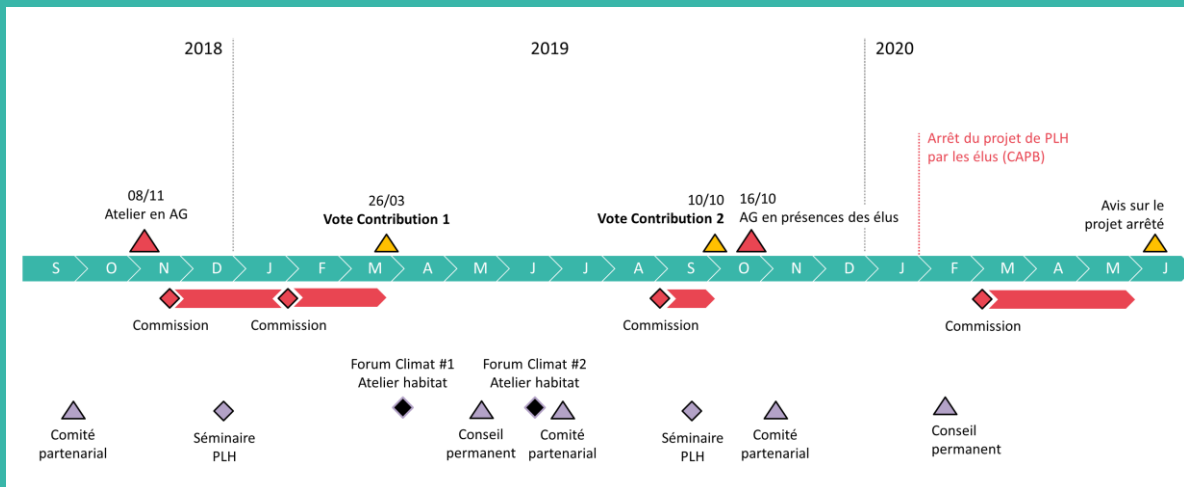 2018
2019
2020
Arrêt du projet de PLH
par les élus (CAPB)
08/11
Atelier en AG
26/03
Vote Contribution 1
10/10
Vote Contribution 2
16/10
AG en présences des élus
Avis sur le
projet arrêté
S O N D J F M A M J J A S O N D J F M A M J
Commission
Commission
Commission
Commission
Forum Climat #1
Atelier habitat
Forum Climat #2
Atelier habitat
Comité
partenarial
Séminaire
PLH
Conseil
permanent
Comité
partenarial
Séminaire
PLH
Comité
partenarial
Conseil
permanent